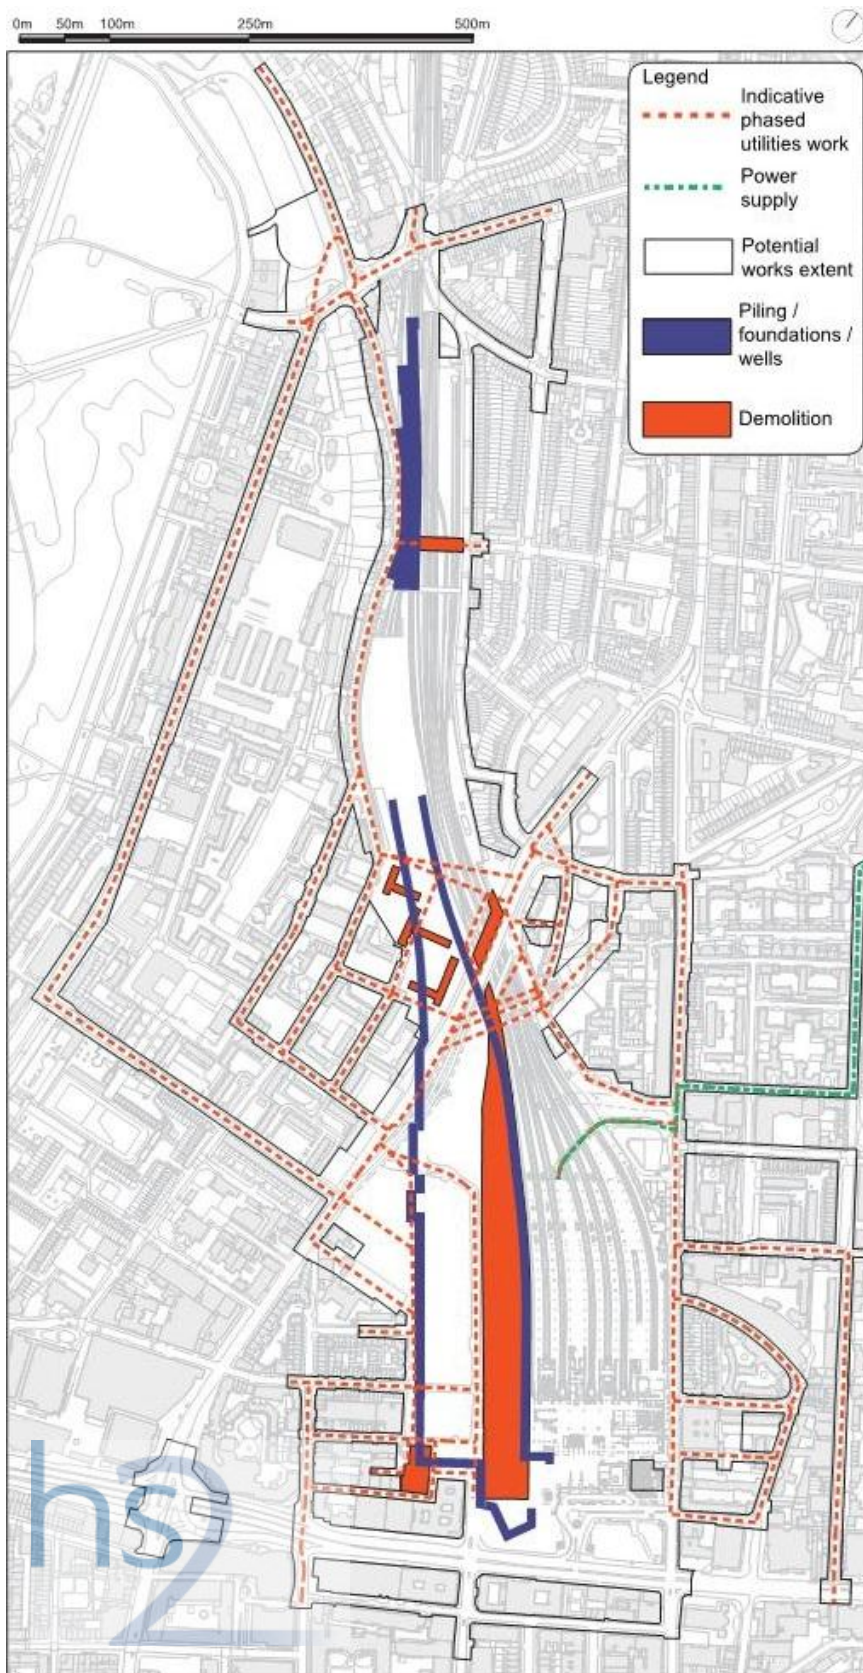 0m 50m 100m 250m 500m
Legend
Indicative
phased
utilities work
Power
supply
Potential
works extent
Piling /
foundations /
wells
Demolition
hs2